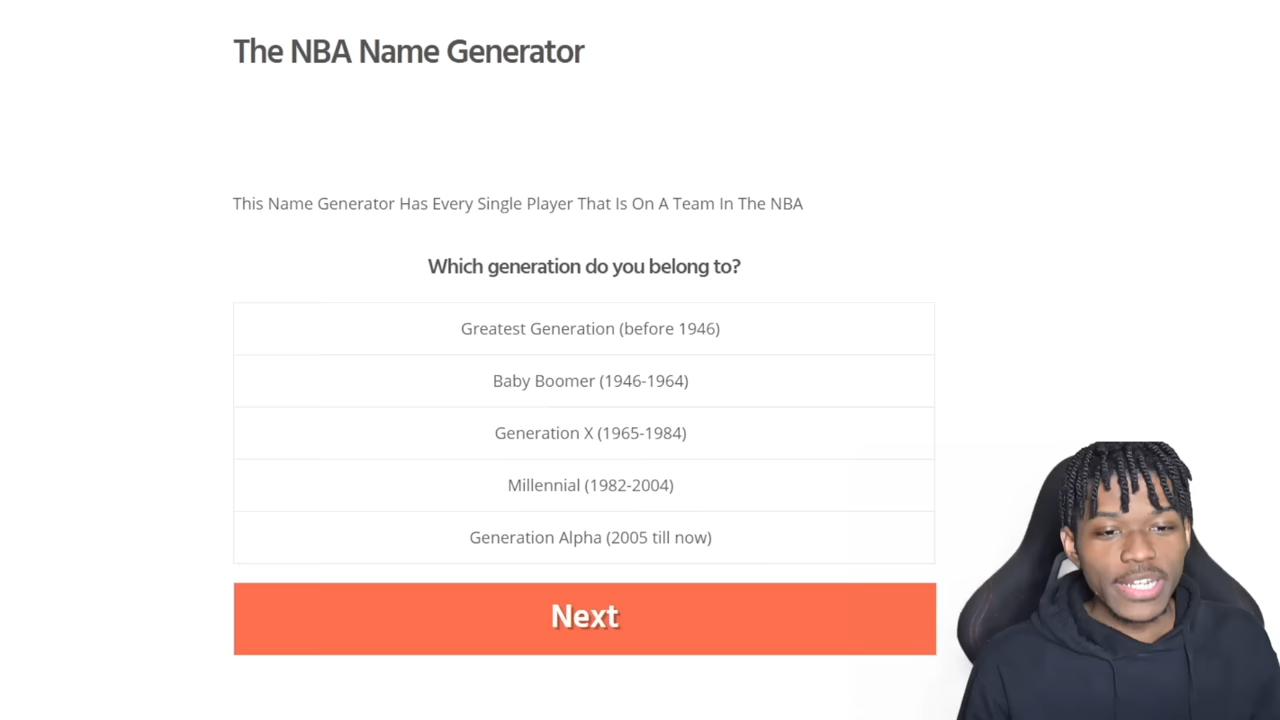 The NBA Name Generator
This Name Generator Has Every Single Player That Is On A Team In The NBA
Which generation do you belong to?
Greatest Generation (before 1946)
Baby Boomer (1946-1964)
Generation X (1965-1984)
Millennial (1982-2004)
Generation Alpha (2005 till now)
Next